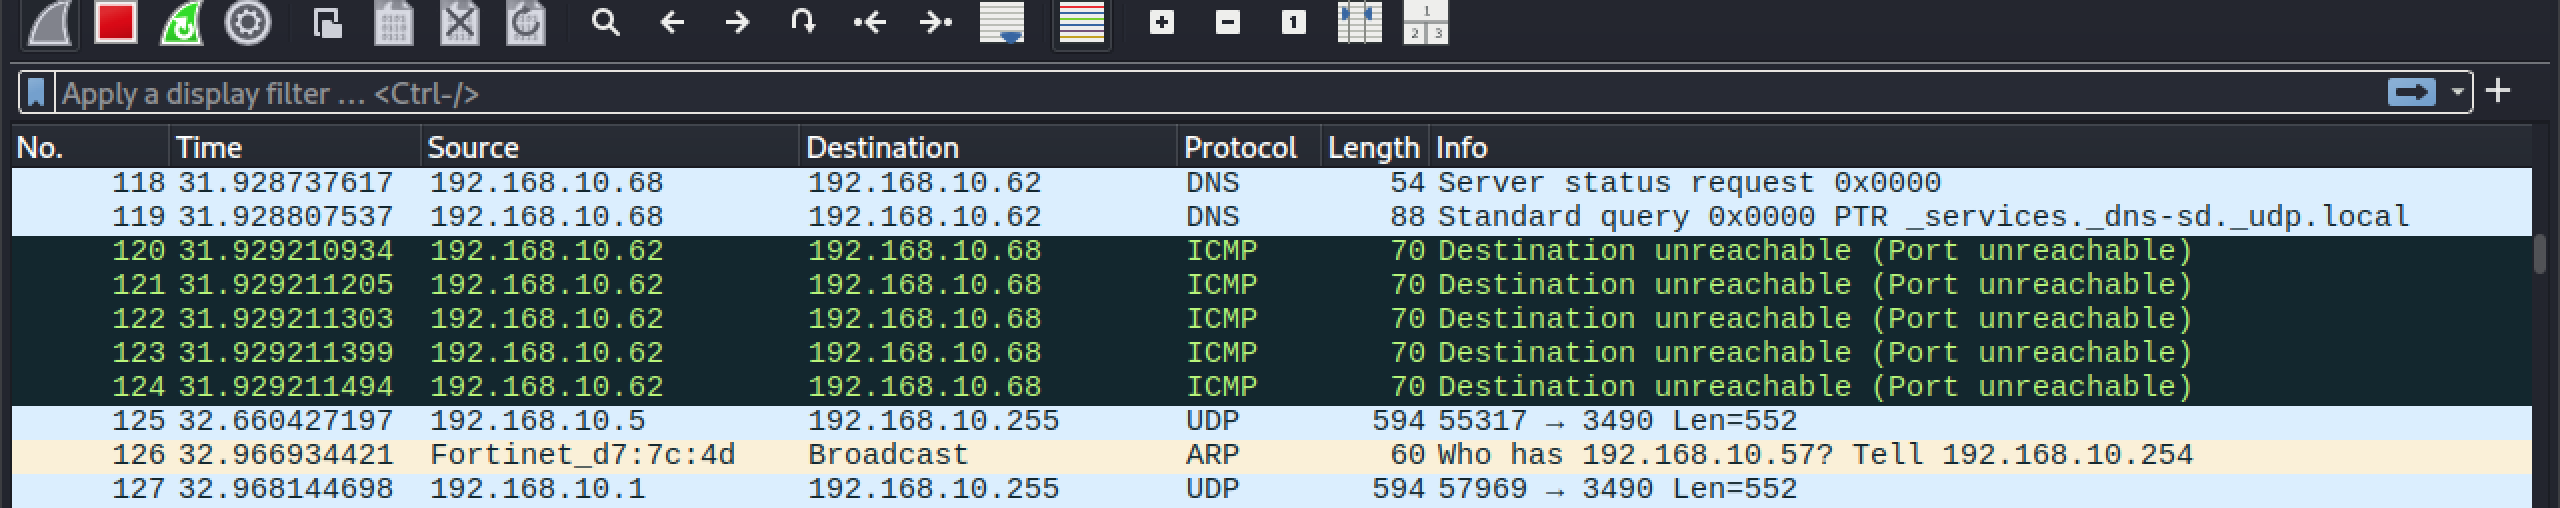 1
1
2 3
Apply a display filter ... <Ctrl-/>
No. Time Source Destination Protocol Length Info
118 31.928737617 192.168.10.68 192.168.10.62 DNS 54 Server status request 0x0000
119 31.928807537 192.168.10.68 192.168.10.62 DNS 88 Standard query 0x0000 PTR _services._dns-sd._udp.local
120 31.929210934 192.168.10.62 192.168.10.68 ICMP 70 Destination unreachable (Port unreachable)
121 31.929211205 192.168.10.62 192.168.10.68 ICMP 70 Destination unreachable (Port unreachable)
122 31.929211303 192.168.10.62 192.168.10.68 ICMP 70 Destination unreachable (Port unreachable)
123 31.929211399 192.168.10.62 192.168.10.68 ICMP 70 Destination unreachable (Port unreachable)
124 31.929211494 192.168.10.62 192.168.10.68 ICMP 70 Destination unreachable (Port unreachable)
125 32.660427197 192.168.10.5 192.168.10.255 UDP 594 55317 → 3490 Len=552
126 32.966934421 Fortinet_d7:7c:4d Broadcast ARP 60 Who has 192.168.10.57? Tell 192.168.10.254
127 32.968144698 192.168.10.1 192.168.10.255 UDP 594 57969 → 3490 Len=552